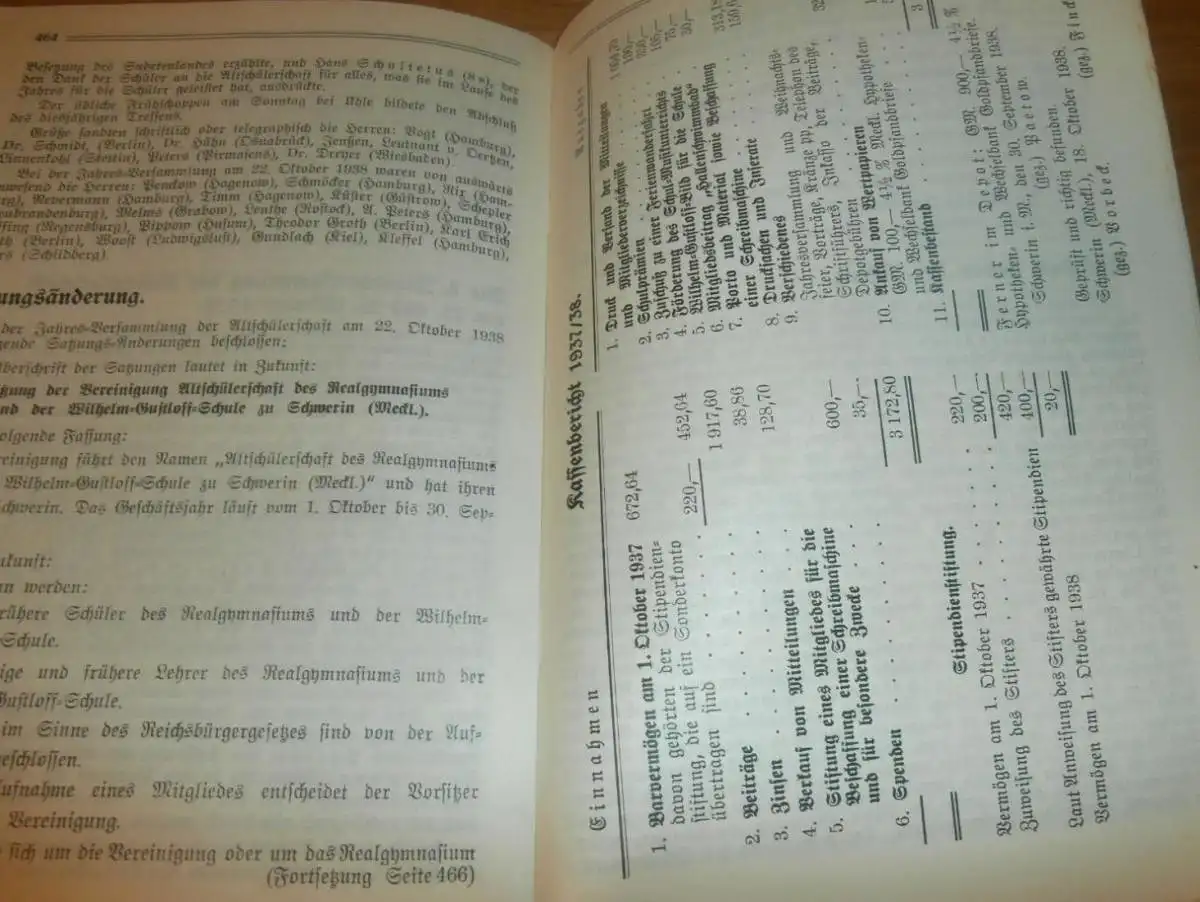 464
Besetzung des Sudetenlandes erzählte, und Hans Schultetus (8a), der
den Dank der Schüler an die Altschülerschaft für alles, was sie im Laufe des
Jahres für die Schüler geleistet hat, ausdrückte.
Der übliche Frühschoppen am Sonntag bei Uhle bildete den Abschluß
des diesjährigen Treffens.
Grüße sandten schriftlich oder telegraphisch die Herren: Vogt (Hamburg),
Dr. Schmidt, (Berlin), Dr. Hähn (Osnabrück), Jenssen, Leutnant v. Oertzen,
Annenkohl (Stettin), Peters (Pirmasens), Dr. Dreyer (Wiesbaden).
Bei der Jahres-Versammlung am 22. Oktober 1938 waren von auswärts
anwesend die Herren: Penckow (Hagenow), Schmöcker (Hamburg), Rix (Ham-
burg), Nevermann (Hamburg), Timm (Hagenow), Küster (Güstrow), Schepler
(Neubrandenburg), Melms (Grabow), Lenthe (Rostock), A. Peters (Hamburg),
(Regensburg), Pippow (Husum), Theodor Groth (Berlin), Karl Erich
(Berlin), Woost (Ludwigslust), Gundlach (Kiel), Kleffel (Hamburg),
(Schildberg).
ungsänderung.
der Jahres-Versammlung der Altschülerschaft am 22. Oktober 1938
gende Satzungs-Änderungen beschlossen:
berschrift der Satzungen lautet in Zukunft:
zung der Vereinigung Altschülerschaft des Realgymnasiums
nd der Wilhelm-Gustloff-Schule zu Schwerin (Meckl.).
olgende Fassung:
reinigung führt den Namen „Altschülerschaft des Realgymnasiums
Wilhelm-Gustloff-Schule zu Schwerin (Meckl.)" und hat ihren
chwerin. Das Geschäftsjahr läuft vom 1. Oktober bis 30. Sep-
ukunft:
n werden:
rühere Schüler des Realgymnasiums und der Wilhelm-
Schule.
ige und frühere Lehrer des Realgymnasiums und der
Gustloff-Schule.
im Sinne des Reichsbürgergesetzes sind von der Auf-
eschlossen.
ufnahme eines Mitgliedes entscheidet der Vorsitzer
Vereinigung.
sich um die Vereinigung oder um das Realgymnasium
(Fortsetzung Seite 466)
Kassenbericht 1937/38.
Einnahmen
1. Barvermögen am 1. Oktober 1937 672,64
davon gehörten der Stipendien-
stiftung, die auf ein Sonderkonto
übertragen sind 220,— 452,64
2. Beiträge 1 917,60
3. Zinsen 38,86
4. Verkauf von Mitteilungen 128,70
5. Stiftung eines Mitgliedes für die
Beschaffung einer Schreibmaschine
und für besondere Zwecke 600,—
6. Spenden 35,—
3 172,80
Ausgaben
1. Druck und Versand der Mitteilungen
und Mitgliederverzeichnisse
2. Schulprämien 100,—
3. Zuschuß zu einer Ferienwanderfahrt
4. Förderung des Schul-Musikunterrichts
5. Wilhelm-Gustloff-Bild für die Schule
6. Mitgliedsbeitrag „Hallenschwimmbad"
7. Porto und Material sowie Beschaffung
einer Schreibmaschine 313,18
8. Drucksachen und Inserate
9. Verschiedenes
Jahresversammlung und Weihnachts-
feier, Vorträge, Kränze pp, Telephon des
Schriftführers, Inkasso der Beiträge,
Depotgebühren
10. Ankauf von Wertpapieren
GM. 100,— 4½ % Meckl. Hypotheken-
und Wechselbank Goldpfandbriefe
11. Kassenbestand
Stipendienstiftung.
Vermögen am 1. Oktober 1937 220,—
Zuweisung des Stifters 200,—
420,—
Laut Anweisung des Stifters gewährte Stipendien 400,—
Vermögen am 1. Oktober 1938 20,—
Ferner im Depot: GM. 900,— 4½ %
Hypotheken- und Wechselbank Goldpfandbriefe.
Schwerin i. M., den 30. September 1938.
(gez.) Paetow.
Geprüft und richtig befunden.
Schwerin (Meckl.), 18. Oktober 1938.
(gez.) Vorbeck. (gez.) Finck